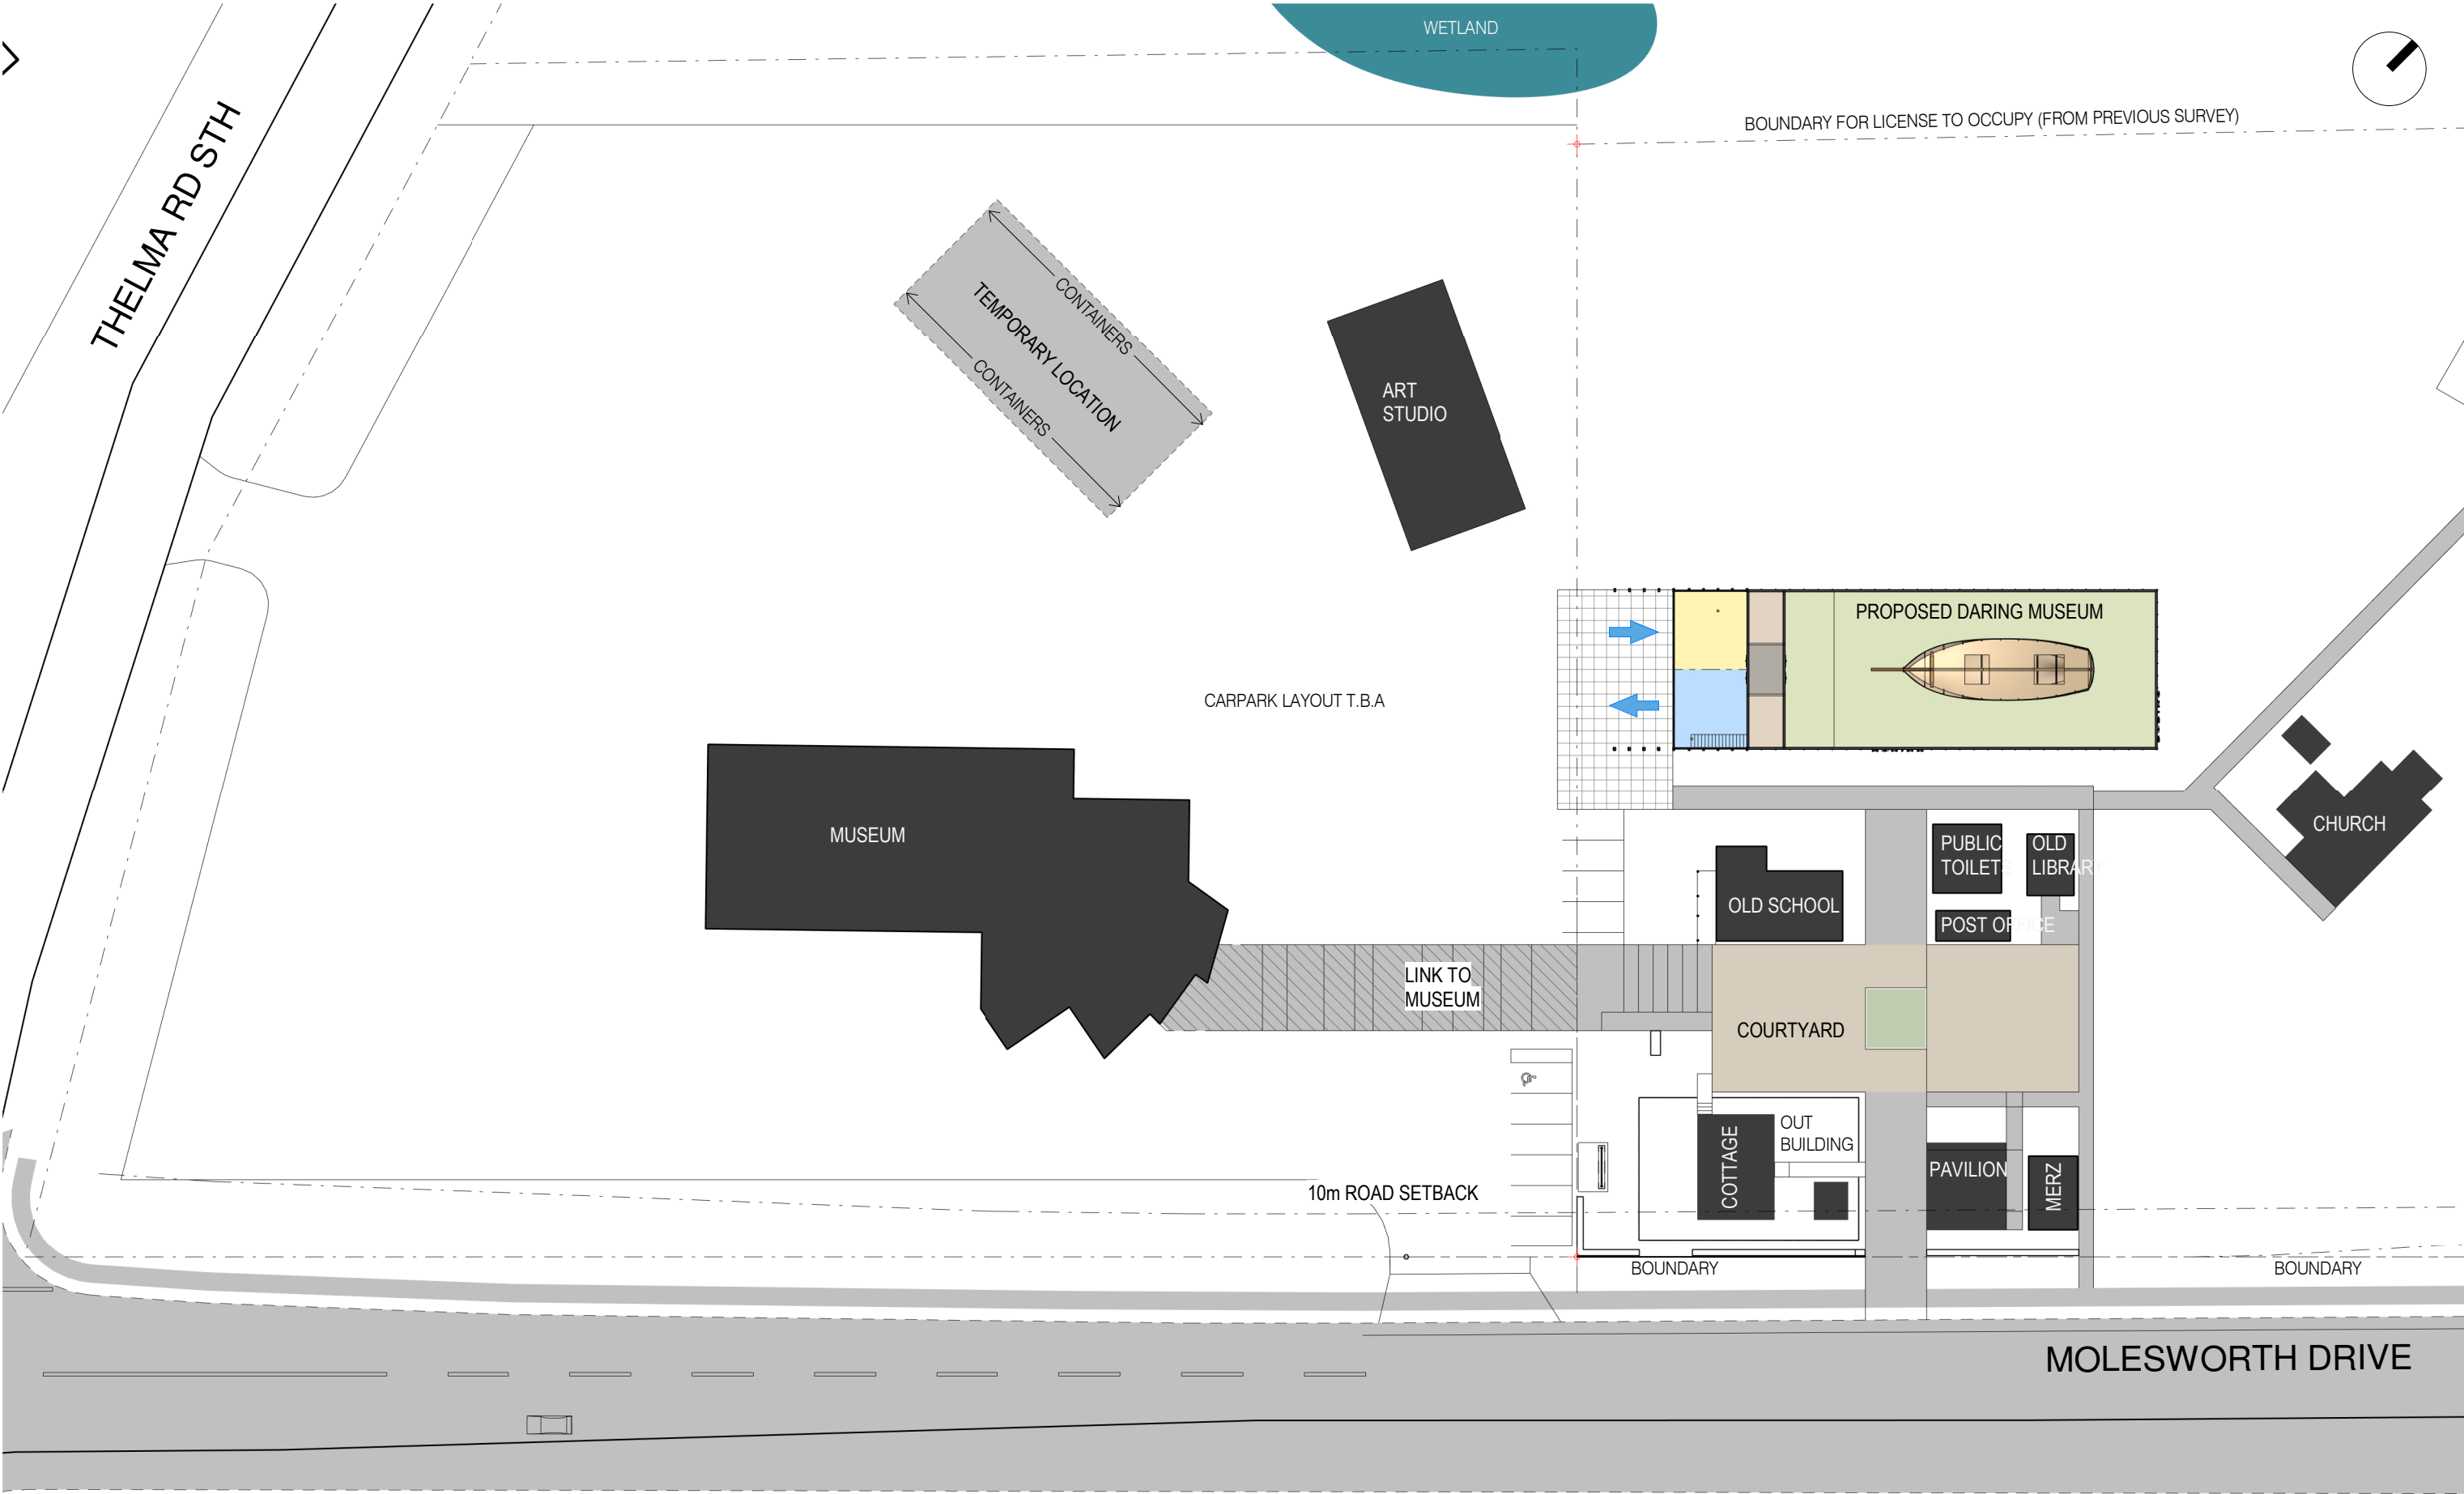 WETLAND
BOUNDARY FOR LICENSE TO OCCUPY (FROM PREVIOUS SURVEY)
THELMA RD STH
CONTAINERS
TEMPORARY LOCATION
CONTAINERS
ART
STUDIO
PROPOSED DARING MUSEUM
CARPARK LAYOUT T.B.A
MUSEUM
CHURCH
PUBLIC
TOILETS
OLD
LIBRARY
OLD SCHOOL
POST OFFICE
LINK TO
MUSEUM
COURTYARD
OUT
BUILDING
COTTAGE
PAVILION
MERZ
10m ROAD SETBACK
BOUNDARY
BOUNDARY
MOLESWORTH DRIVE